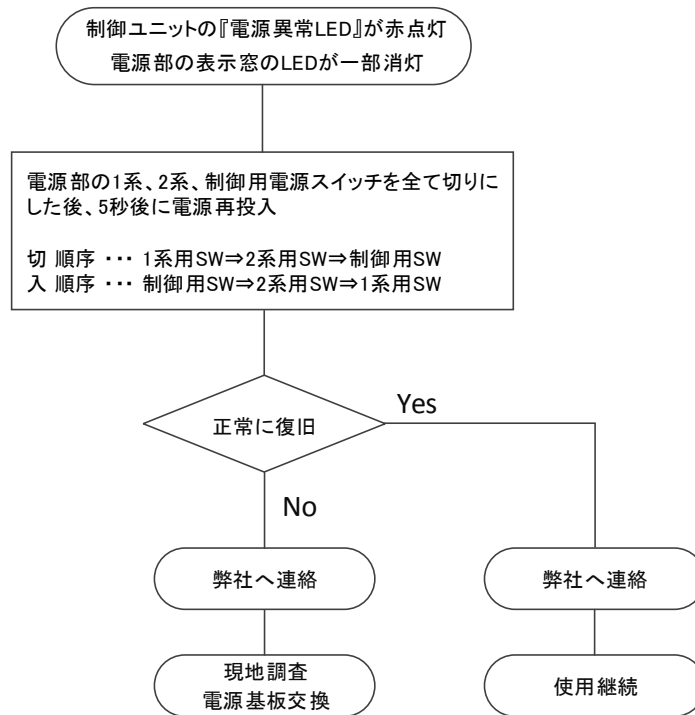 制御ユニットの『電源異常LED』が赤点灯
電源部の表示窓のLEDが一部消灯
電源部の1系、2系、制御用電源スイッチを全て切りに
した後、5秒後に電源再投入
切 順序 ・・・ 1系用SW⇒2系用SW⇒制御用SW
入 順序 ・・・ 制御用SW⇒2系用SW⇒1系用SW
正常に復旧
Yes
No
弊社へ連絡
弊社へ連絡
現地調査
電源基板交換
使用継続